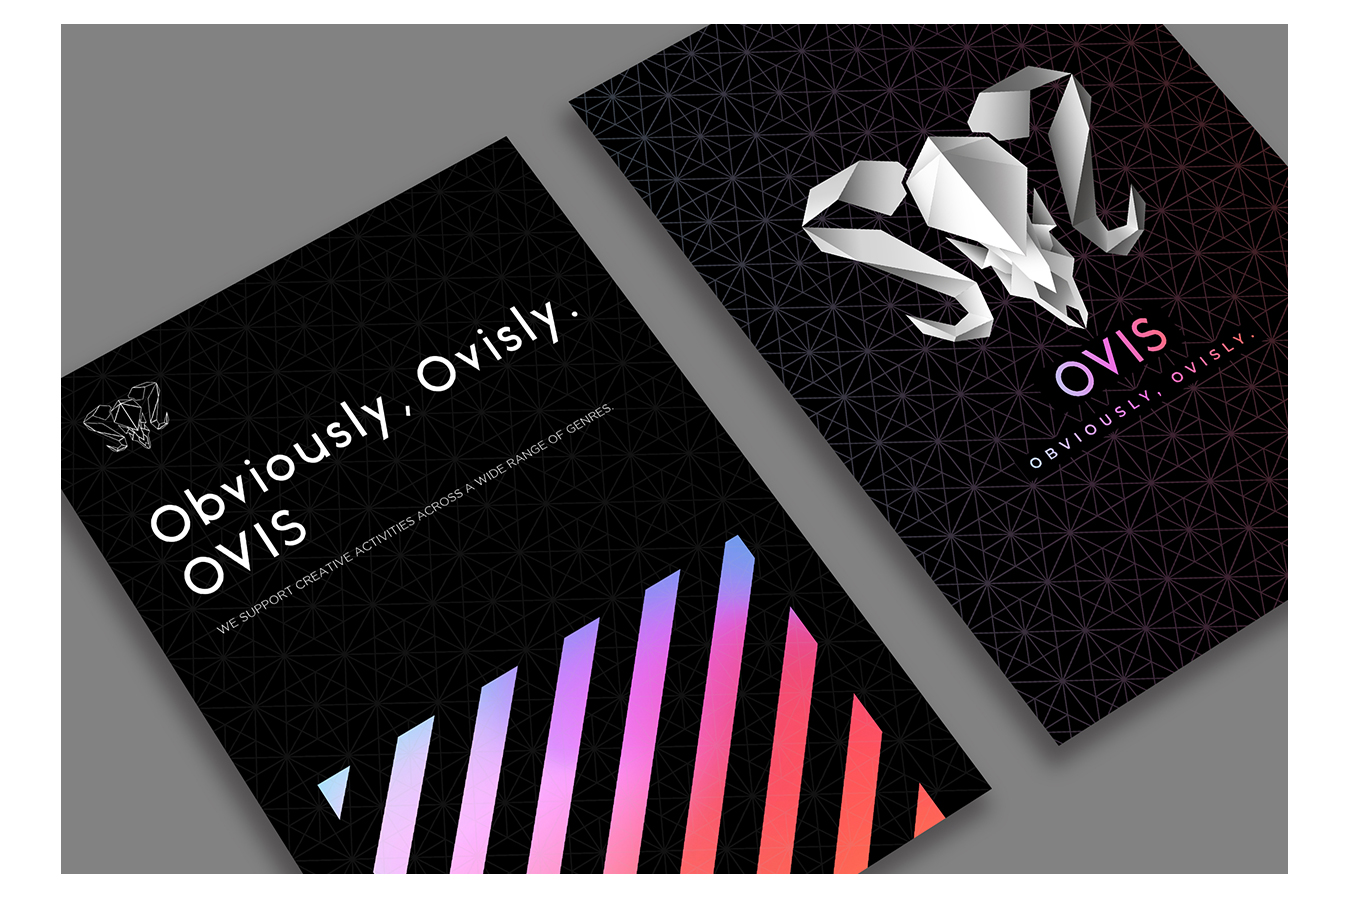 Obviously, Ovisly.
OVIS
WE SUPPORT CREATIVE ACTIVITIES ACROSS A WIDE RANGE OF GENRES.
OVIS
OBVIOUSLY, OVISLY.